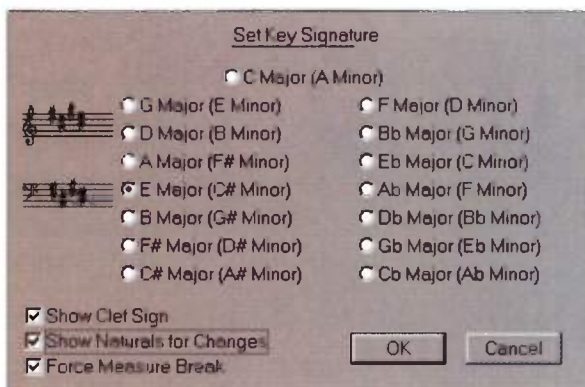 Set Key Signature
C Major (A Minor)
G Major (E Minor)
D Major (B Minor)
A Major (F# Minor)
E Major (C# Minor)
B Major (G# Minor)
F# Major (D# Minor)
C# Major (A# Minor)
F Major (D Minor)
Bb Major (G Minor)
Eb Major (C Minor)
Ab Major (F Minor)
Db Major (Bb Minor)
Gb Major (Eb Minor)
Cb Major (Ab Minor)
Show Clef Sign
Show Naturals for Changes
Force Measure Break
OK
Cancel